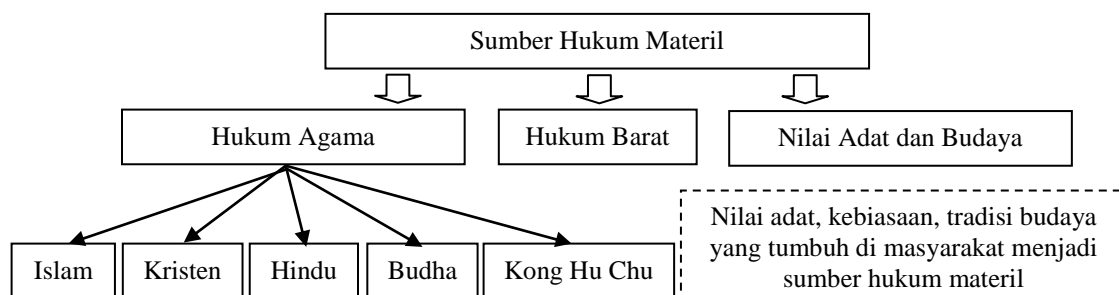 Sumber Hukum Materil
Hukum Agama
Hukum Barat
Nilai Adat dan Budaya
Islam
Kristen
Hindu
Budha
Kong Hu Chu
Nilai adat, kebiasaan, tradisi budaya
yang tumbuh di masyarakat menjadi
sumber hukum materil